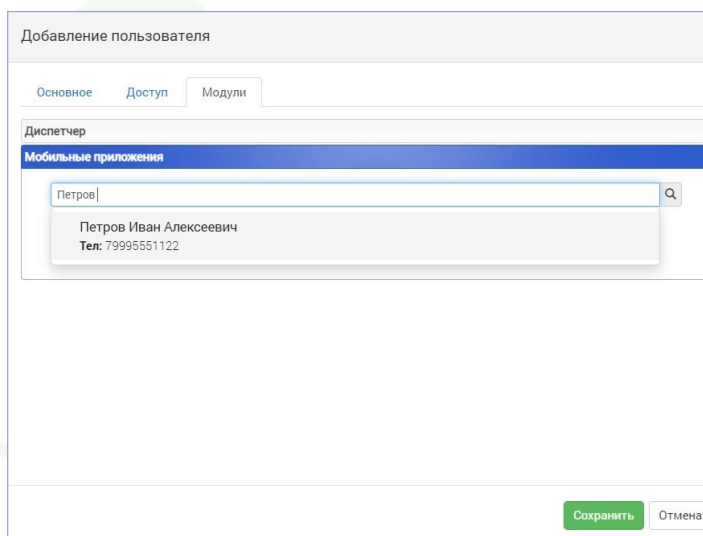 Добавление пользователя
Основное Доступ Модули
Диспетчер
Мобильные приложения
Петров
Петров Иван Алексеевич
Тел: 79995551122
Сохранить Отмена